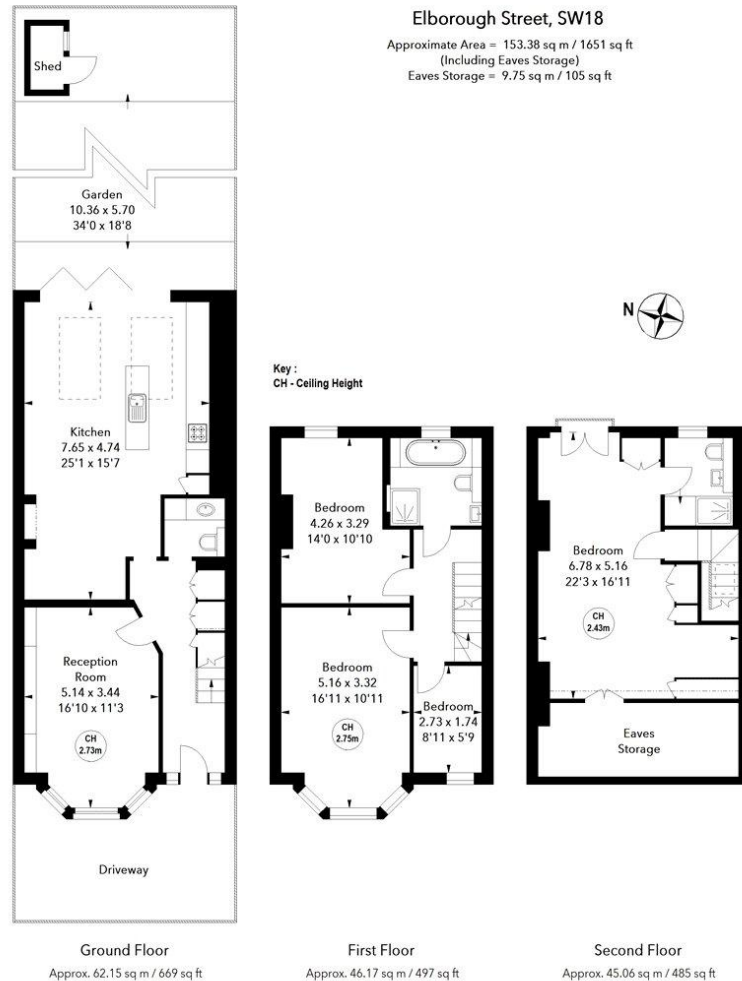 Elborough Street, SW18
Approximate Area = 153.38 sq m / 1651 sq ft
(Including Eaves Storage)
Eaves Storage = 9.75 sq m / 105 sq ft
Shed
Garden
10.36 x 5.70
34'0 x 18'8
N
Key :
CH - Ceiling Height
Kitchen
7.65 x 4.74
25'1 x 15'7
Reception
Room
5.14 x 3.44
16'10 x 11'3
CH
2.73m
Driveway
Bedroom
4.26 x 3.29
14'0 x 10'10
Bedroom
5.16 x 3.32
16'11 x 10'11
CH
2.75m
Bedroom
2.73 x 1.74
8'11 x 5'9
Bedroom
6.78 x 5.16
22'3 x 16'11
CH
2.43m
Eaves
Storage
Ground Floor
Approx. 62.15 sq m / 669 sq ft
First Floor
Approx. 46.17 sq m / 497 sq ft
Second Floor
Approx. 45.06 sq m / 485 sq ft